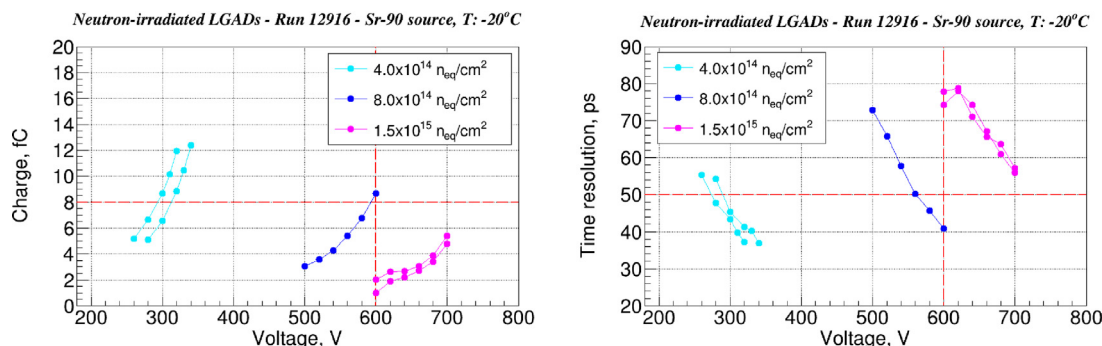 Neutron-irradiated LGADs - Run 12916 - Sr-90 source, T: -20°C
Charge, fC
20
18
16
14
12
10
8
6
4
2
0
4.0x10¹⁴ n_eq/cm²
8.0x10¹⁴ n_eq/cm²
1.5x10¹⁵ n_eq/cm²
200 300 400 500 600 700 800
Voltage, V
Neutron-irradiated LGADs - Run 12916 - Sr-90 source, T: -20°C
Time resolution, ps
90
80
70
60
50
40
30
20
4.0x10¹⁴ n_eq/cm²
8.0x10¹⁴ n_eq/cm²
1.5x10¹⁵ n_eq/cm²
200 300 400 500 600 700 800
Voltage, V